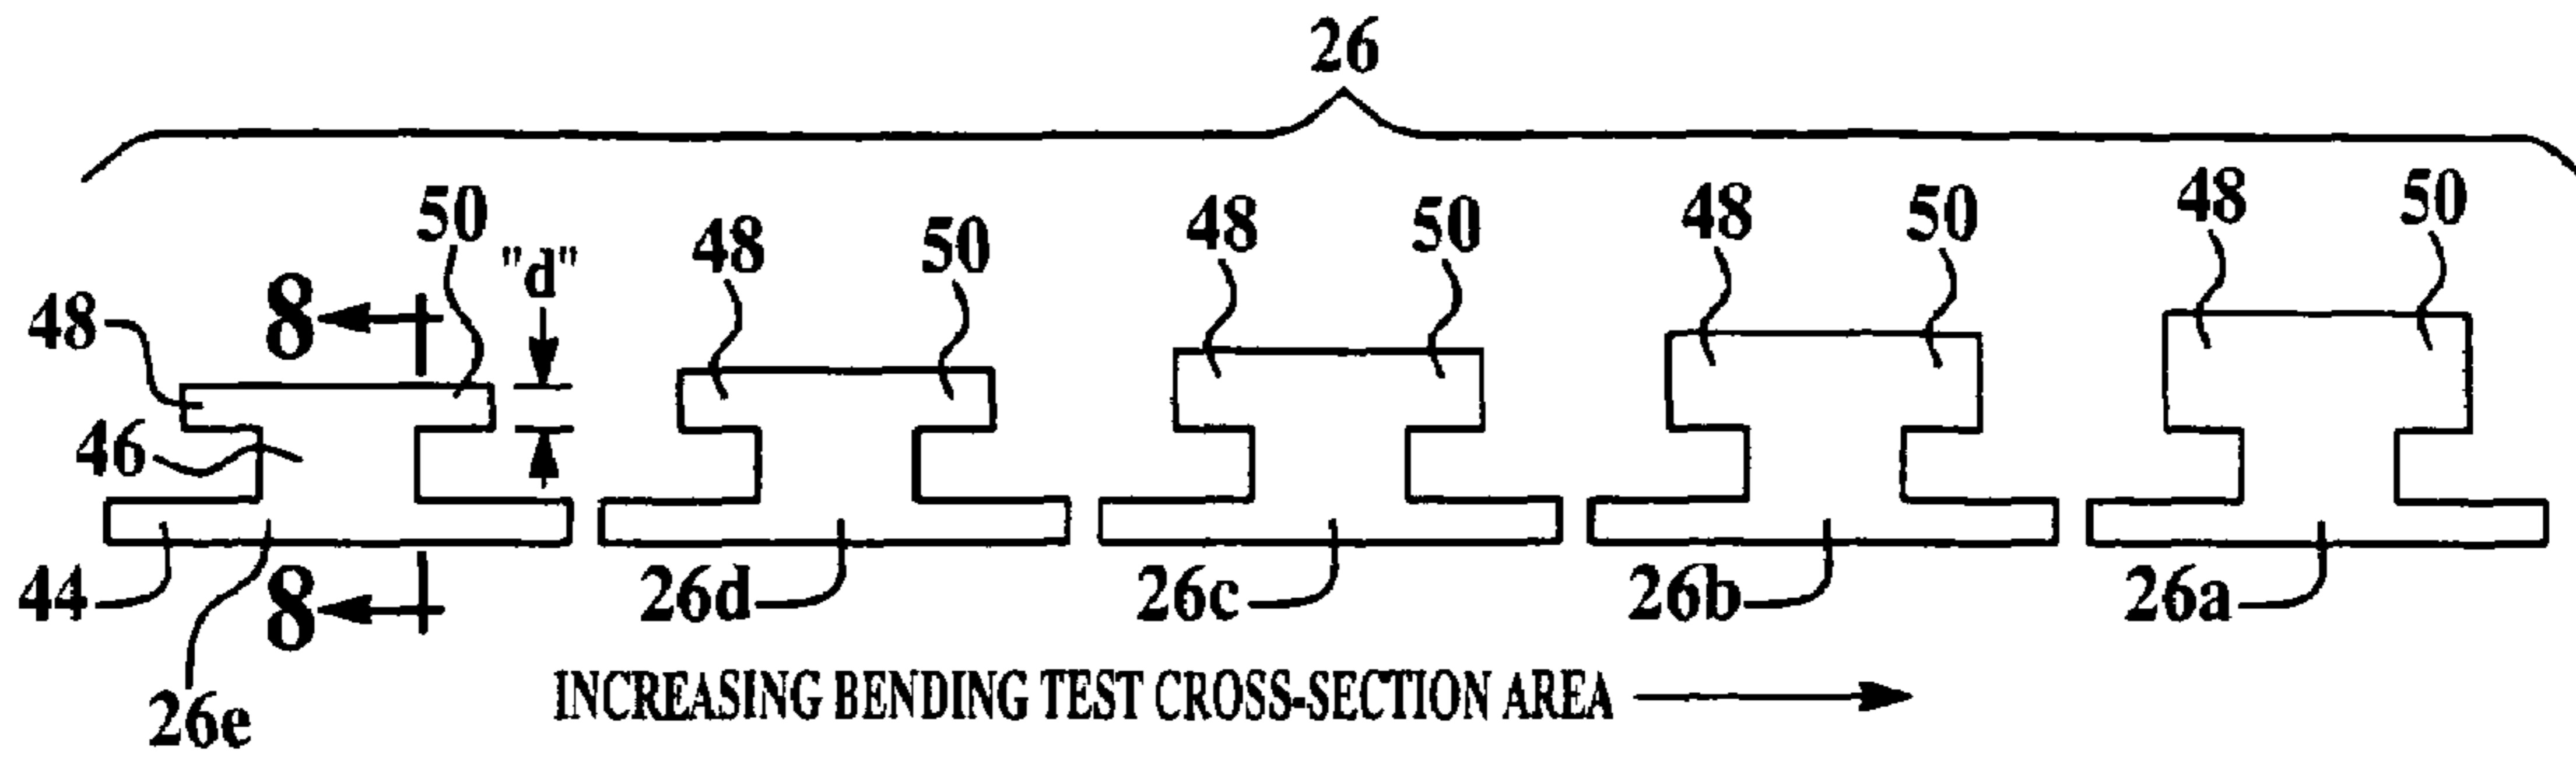 26
50
"d"
48
50
48
50
48
50
48
50
8
48
46
44
8
26e
26d
26c
26b
26a
INCREASING BENDING TEST CROSS-SECTION AREA